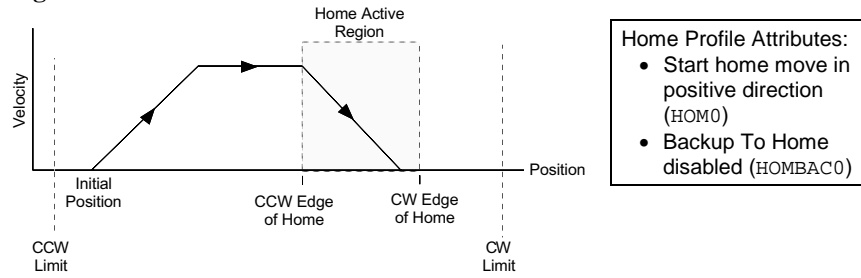 Home Active
Region
Velocity
Position
Initial
Position
CCW Edge
of Home
CW Edge
of Home
CCW
Limit
CW
Limit
Home Profile Attributes:
• Start home move in
positive direction
(HOM0)
• Backup To Home
disabled (HOMBAC0)